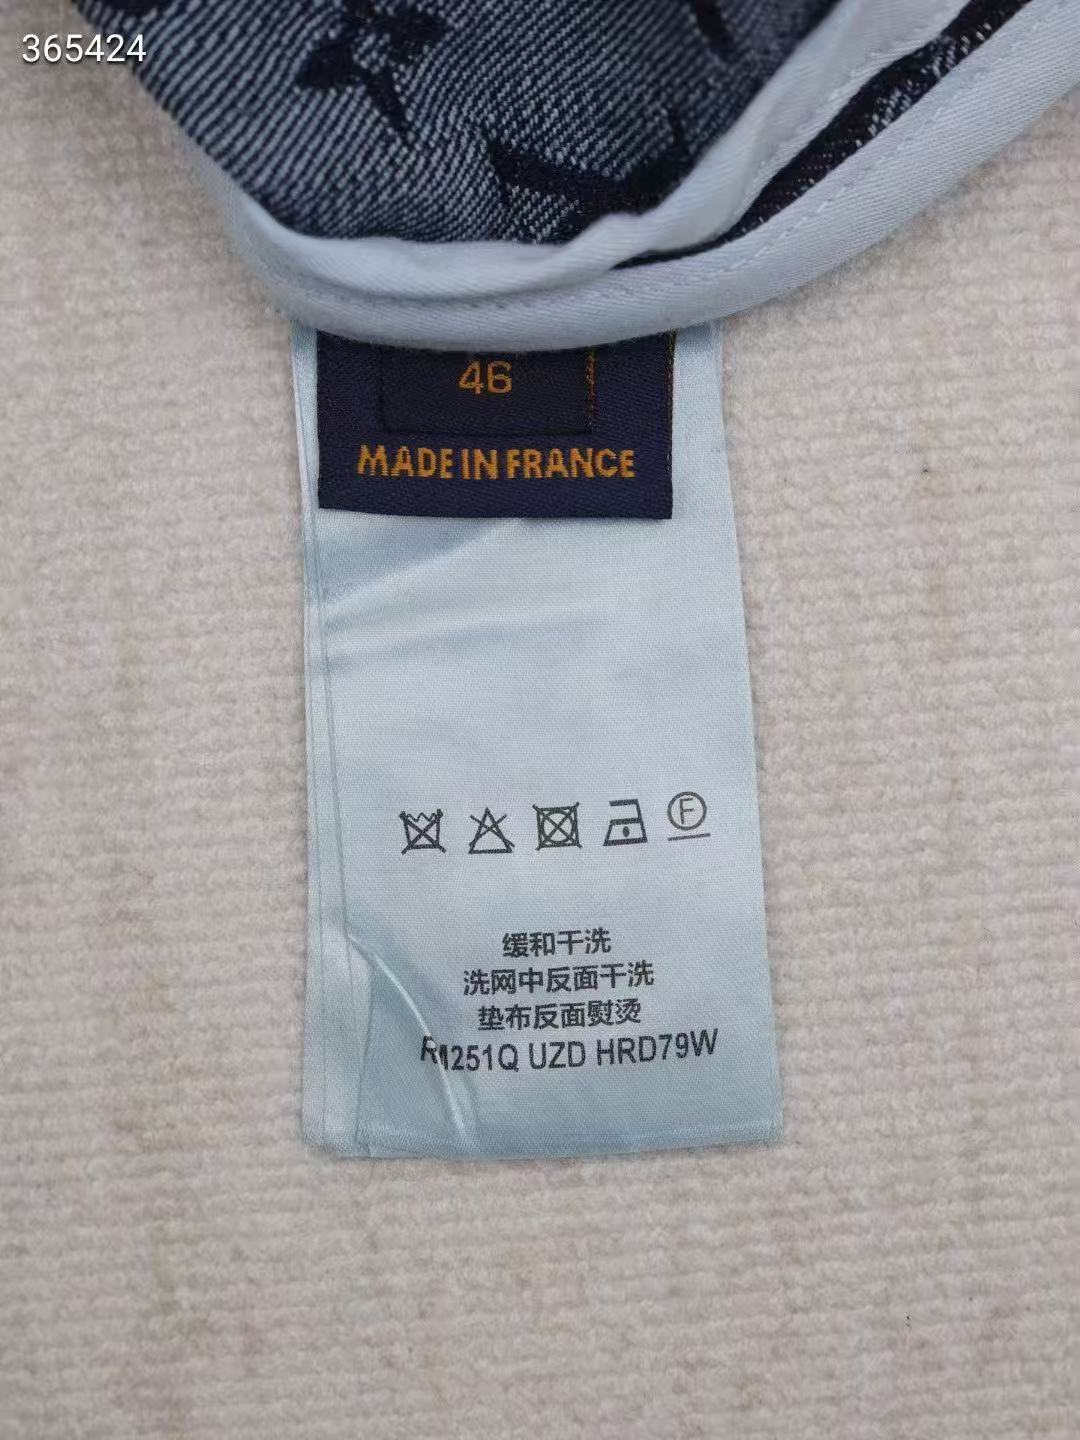 365424
46
MADE IN FRANCE
F
缓和干洗
洗网中反面干洗
垫布反面熨烫
RM251Q UZD HRD79W